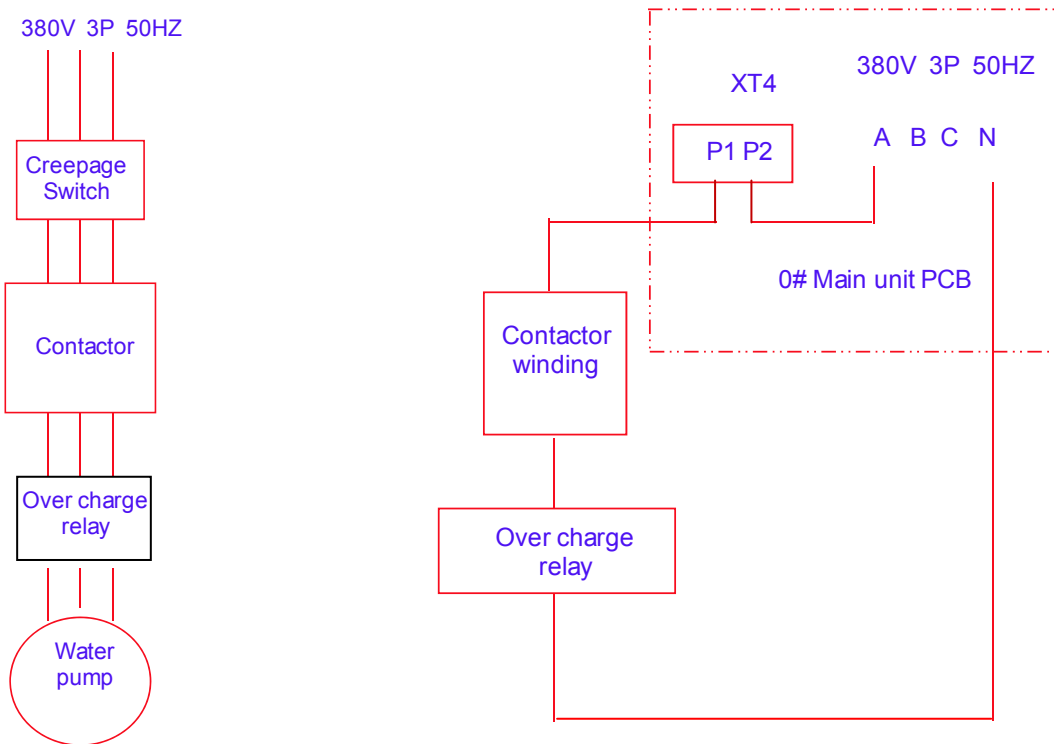 380V 3P 50HZ
Creepage
Switch
Contactor
Over charge
relay
Water
pump
XT4
380V 3P 50HZ
P1 P2
A B C N
0# Main unit PCB
Contactor
winding
Over charge
relay